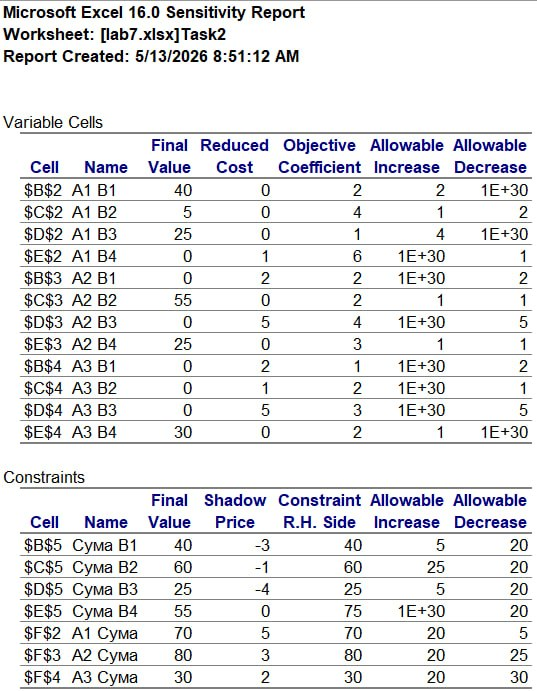 Microsoft Excel 16.0 Sensitivity Report
Worksheet: [lab7.xlsx]Task2
Report Created: 5/13/2026 8:51:12 AM
Variable Cells
Final Reduced Objective Allowable Allowable
Cell Name Value Cost Coefficient Increase Decrease
$B$2 A1 B1 40 0 2 2 1E+30
$C$2 A1 B2 5 0 4 1 2
$D$2 A1 B3 25 0 1 4 1E+30
$E$2 A1 B4 0 1 6 1E+30 1
$B$3 A2 B1 0 2 2 1E+30 2
$C$3 A2 B2 55 0 2 1 1
$D$3 A2 B3 0 5 4 1E+30 5
$E$3 A2 B4 25 0 3 1 1
$B$4 A3 B1 0 2 1 1E+30 2
$C$4 A3 B2 0 1 2 1E+30 1
$D$4 A3 B3 0 5 3 1E+30 5
$E$4 A3 B4 30 0 2 1 1E+30
Constraints
Final Shadow Constraint Allowable Allowable
Cell Name Value Price R.H. Side Increase Decrease
$B$5 Сума B1 40 -3 40 5 20
$C$5 Сума B2 60 -1 60 25 20
$D$5 Сума B3 25 -4 25 5 20
$E$5 Сума B4 55 0 75 1E+30 20
$F$2 A1 Сума 70 5 70 20 5
$F$3 A2 Сума 80 3 80 20 25
$F$4 A3 Сума 30 2 30 20 30